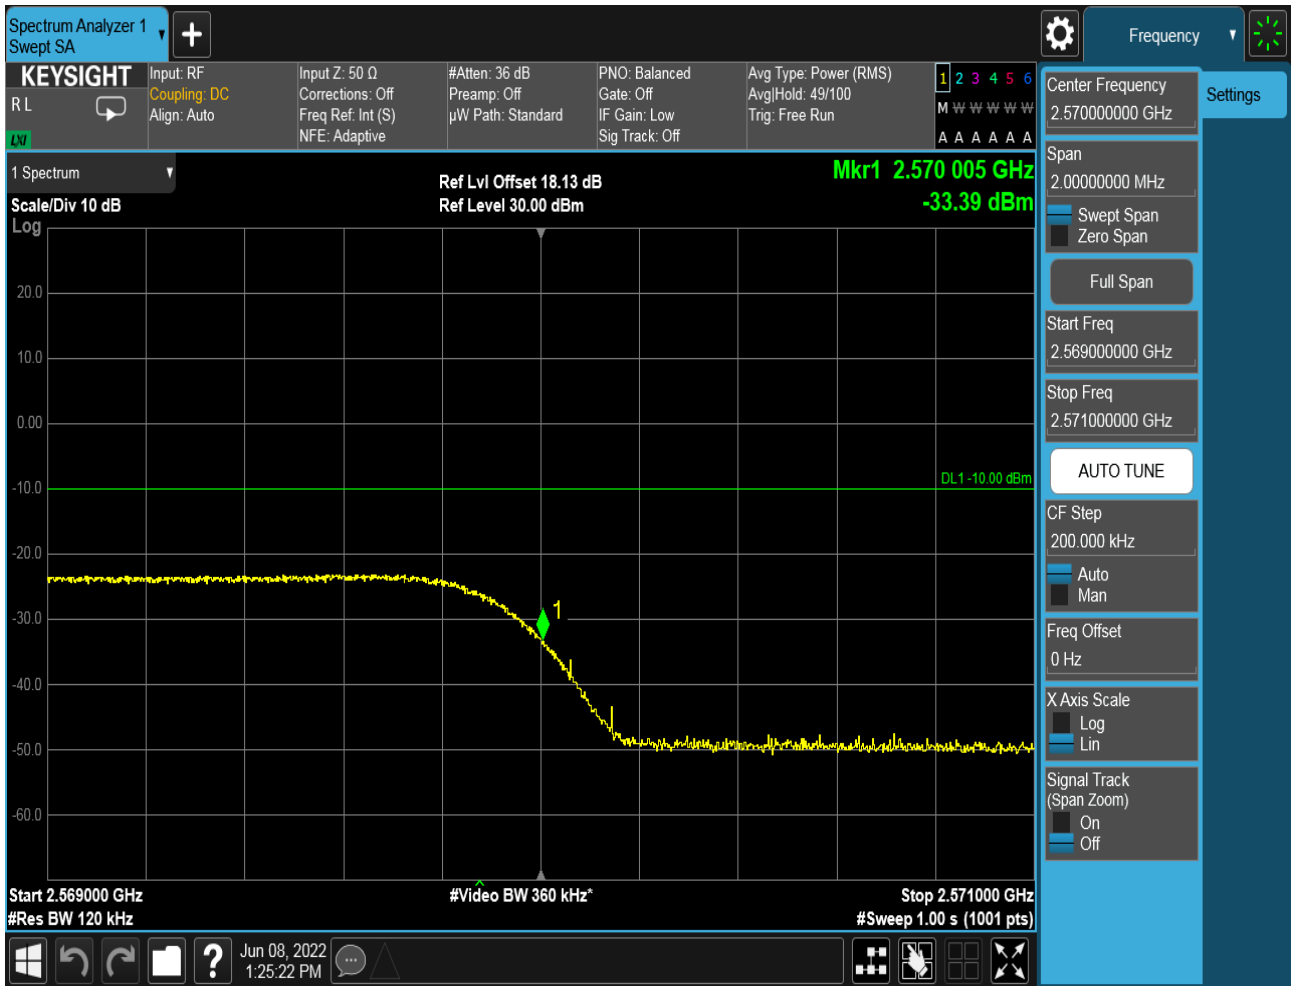 Spectrum Analyzer 1
Swept SA
Frequency
KEYSIGHT
R L
LXI
Input: RF
Coupling: DC
Align: Auto
Input Z: 50 Ω
Corrections: Off
Freq Ref: Int (S)
NFE: Adaptive
#Atten: 36 dB
Preamp: Off
µW Path: Standard
PNO: Balanced
Gate: Off
IF Gain: Low
Sig Track: Off
Avg Type: Power (RMS)
Avg|Hold: 49/100
Trig: Free Run
1 2 3 4 5 6
M W W W W W
A A A A A A
1 Spectrum
Scale/Div 10 dB
Log
Ref Lvl Offset 18.13 dB
Ref Level 30.00 dBm
Mkr1 2.570 005 GHz
-33.39 dBm
20.0
10.0
0.00
-10.0
-20.0
-30.0
-40.0
-50.0
-60.0
DL1 -10.00 dBm
1
Start 2.569000 GHz
#Res BW 120 kHz
#Video BW 360 kHz*
Stop 2.571000 GHz
#Sweep 1.00 s (1001 pts)
Jun 08, 2022
1:25:22 PM
Center Frequency
2.570000000 GHz
Settings
Span
2.00000000 MHz
Swept Span
Zero Span
Full Span
Start Freq
2.569000000 GHz
Stop Freq
2.571000000 GHz
AUTO TUNE
CF Step
200.000 kHz
Auto
Man
Freq Offset
0 Hz
X Axis Scale
Log
Lin
Signal Track
(Span Zoom)
On
Off